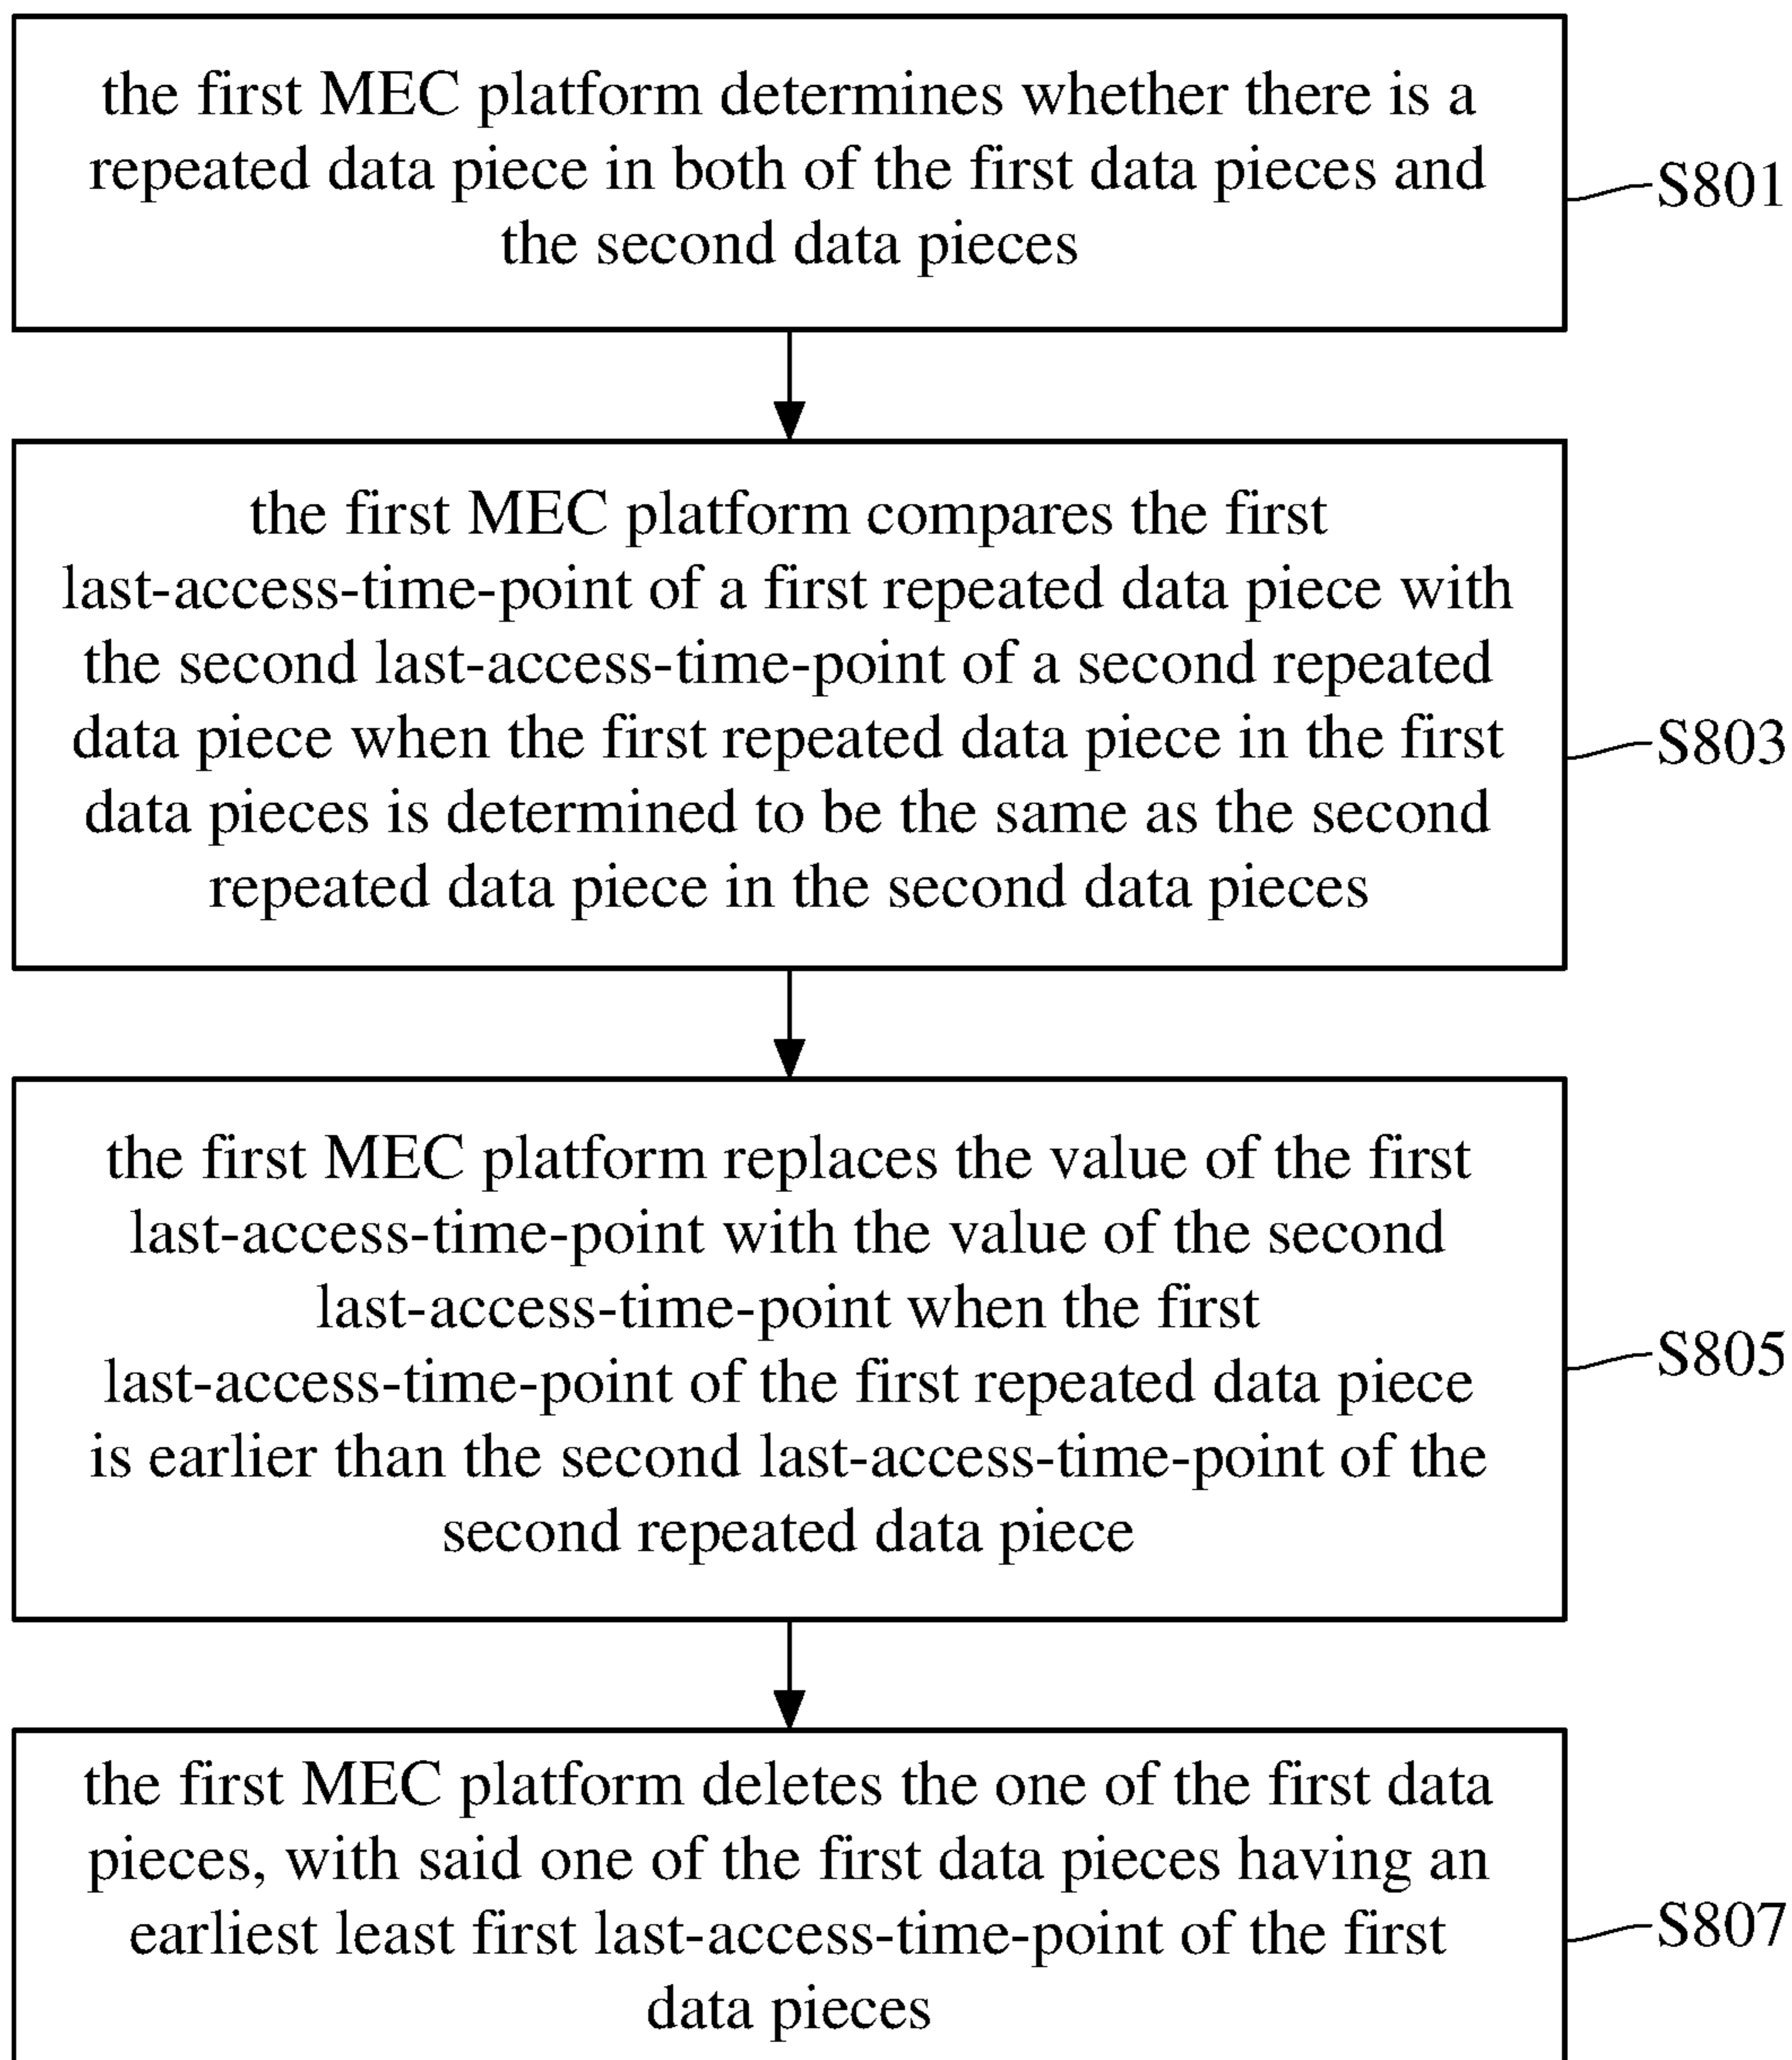 the first MEC platform determines whether there is a
repeated data piece in both of the first data pieces and
the second data pieces
S801
the first MEC platform compares the first
last-access-time-point of a first repeated data piece with
the second last-access-time-point of a second repeated
data piece when the first repeated data piece in the first
data pieces is determined to be the same as the second
repeated data piece in the second data pieces
S803
the first MEC platform replaces the value of the first
last-access-time-point with the value of the second
last-access-time-point when the first
last-access-time-point of the first repeated data piece
is earlier than the second last-access-time-point of the
second repeated data piece
S805
the first MEC platform deletes the one of the first data
pieces, with said one of the first data pieces having an
earliest least first last-access-time-point of the first
data pieces
S807